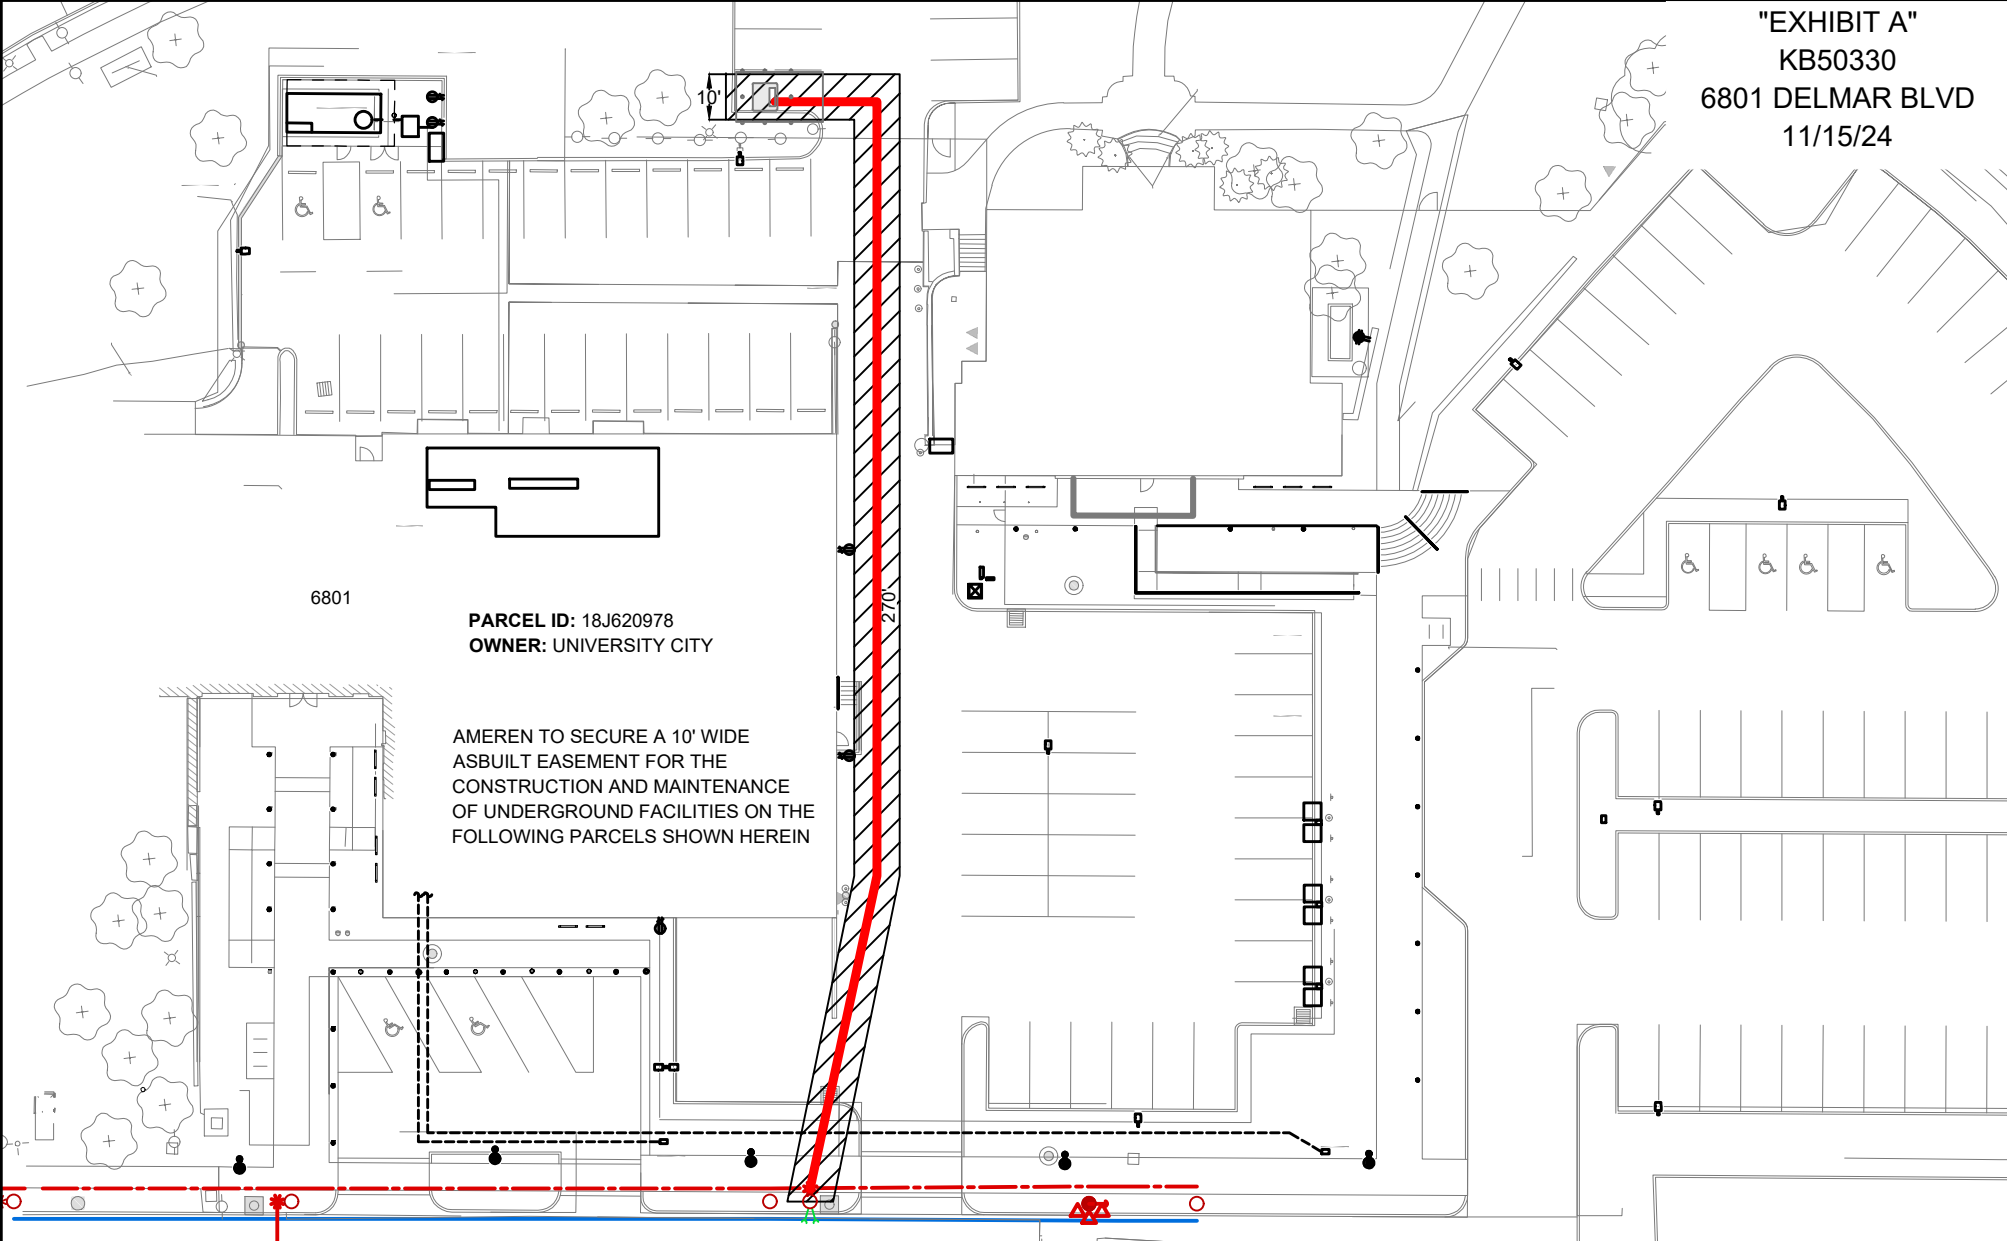 "EXHIBIT A"
KB50330
6801 DELMAR BLVD
11/15/24
10'
270'
6801
PARCEL ID: 18J620978
OWNER: UNIVERSITY CITY
AMEREN TO SECURE A 10' WIDE
ASBUILT EASEMENT FOR THE
CONSTRUCTION AND MAINTENANCE
OF UNDERGROUND FACILITIES ON THE
FOLLOWING PARCELS SHOWN HEREIN